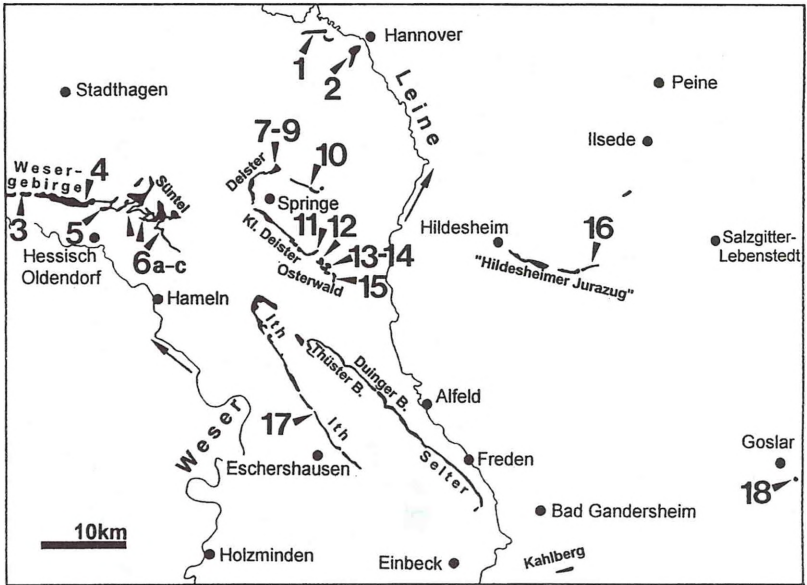 Hannover
1
2
Leine
Stadthagen
Peine
Ilsede
7-9
10
Deister
Springe
Weser-
gebirge
4
Süntel
3
5
6a-c
Hessisch
Oldendorf
11
12
Kl. Deister
13-14
Osterwald
15
Hildesheim
16
"Hildesheimer Jurazug"
Salzgitter-
Lebenstedt
Hameln
Ith
Thüster B.
Duinger B.
Alfeld
17
Ith
Weser
Eschershausen
Selter
Freden
Goslar
18
10km
Bad Gandersheim
Holzminden
Einbeck
Kahlberg